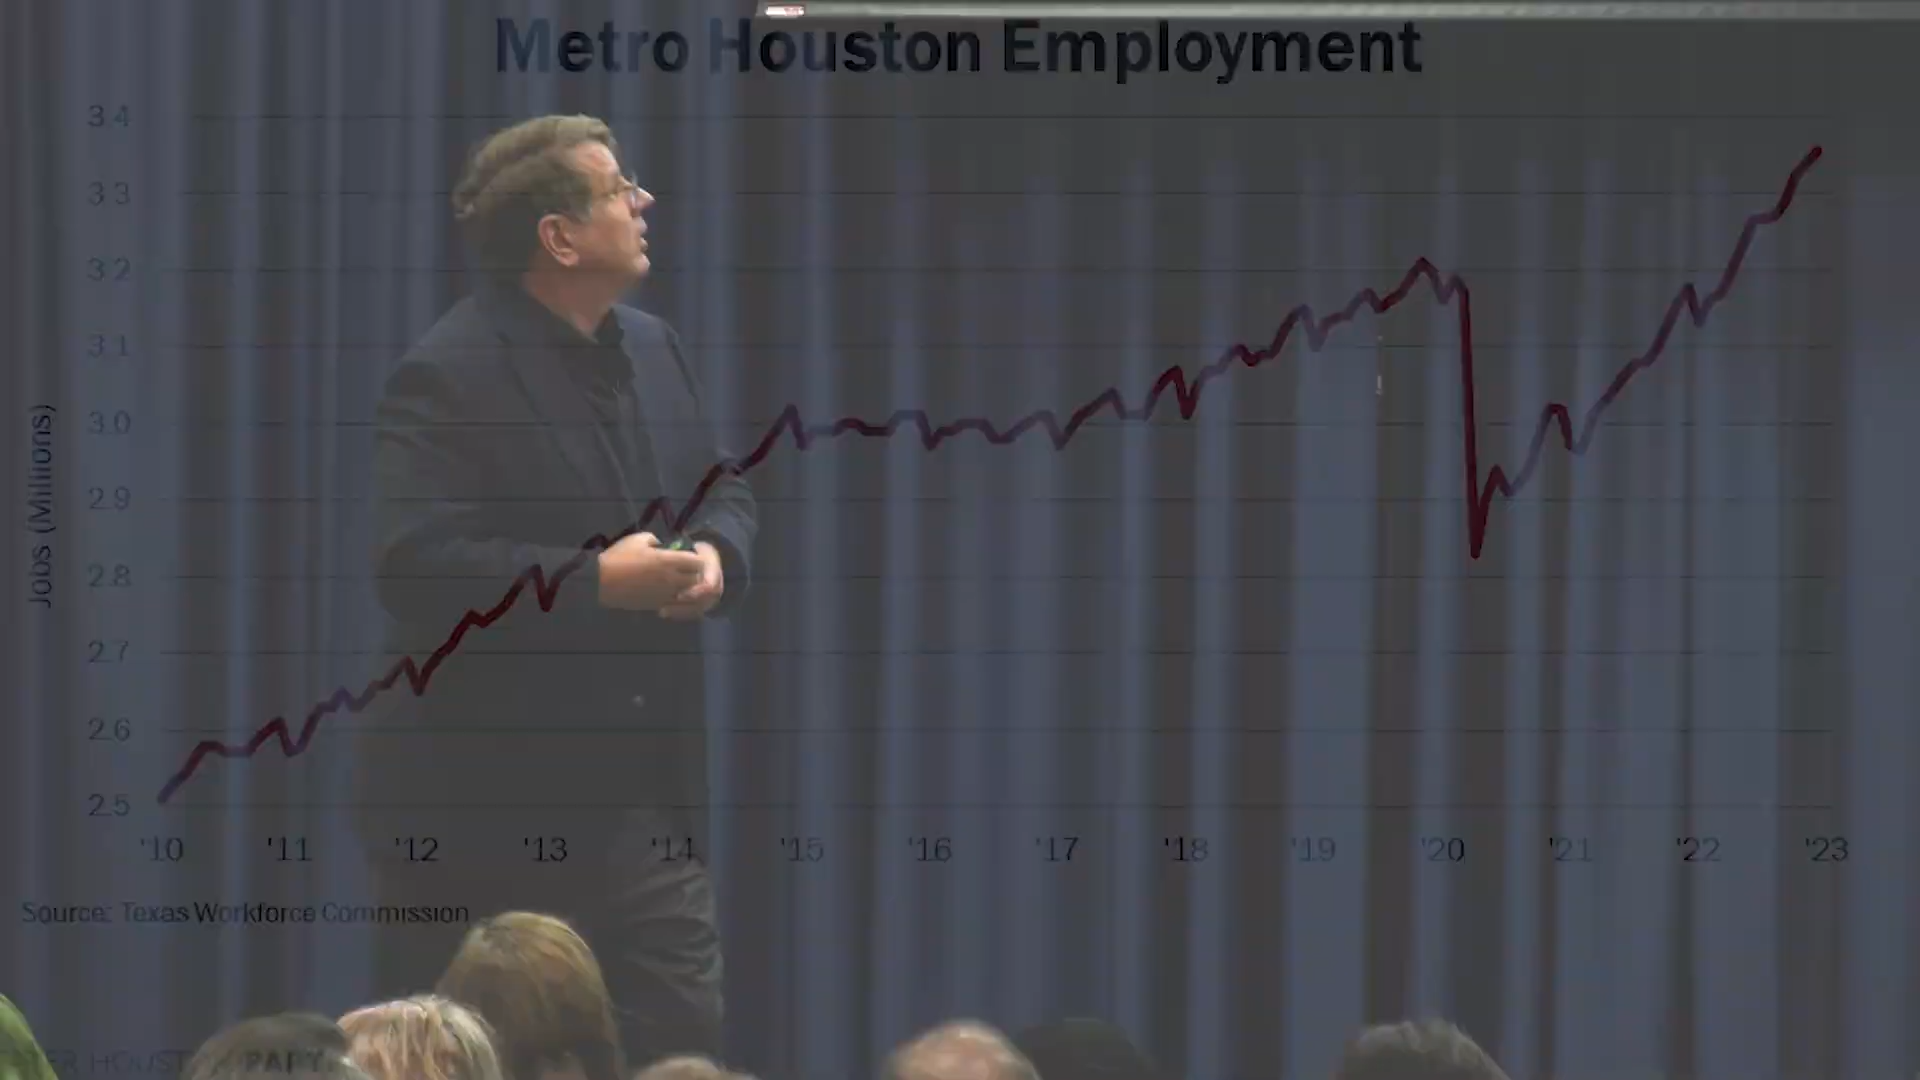 Metro Houston Employment
3.4
3.3
3.2
3.1
3.0
2.9
2.8
2.7
2.6
2.5
Jobs (Millions)
'10 '11 '12 '13 '14 '15 '16 '17 '18 '19 '20 '21 '22 '23
Source: Texas Workforce Commission